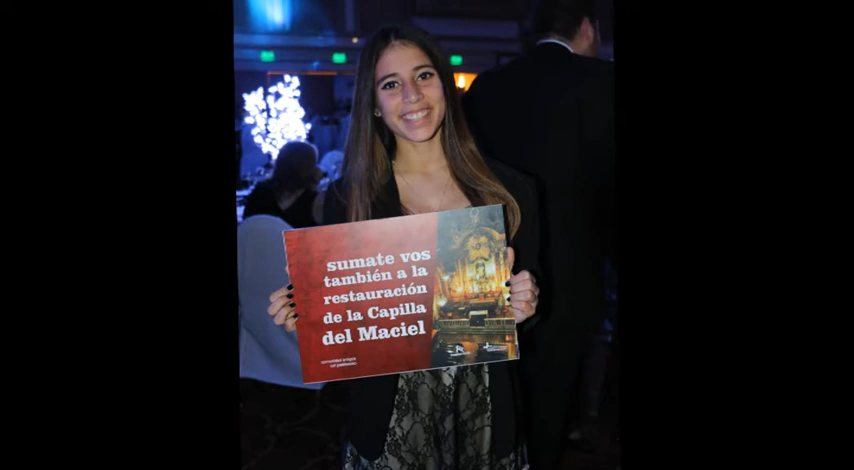 sumate vos
también a la
restauración
de la Capilla
del Maciel